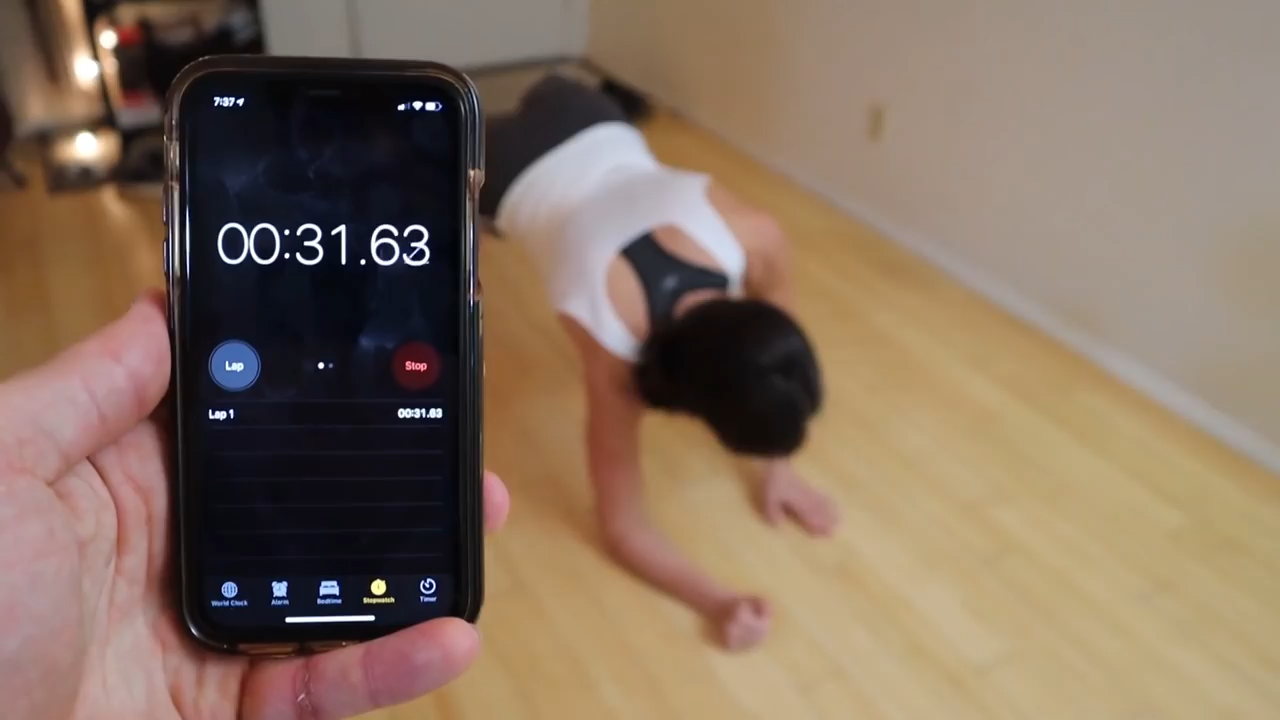 7:37
00:31.63
Lap
Stop
Lap 1 00:31.63
World Clock Alarm Bedtime Stopwatch Timer